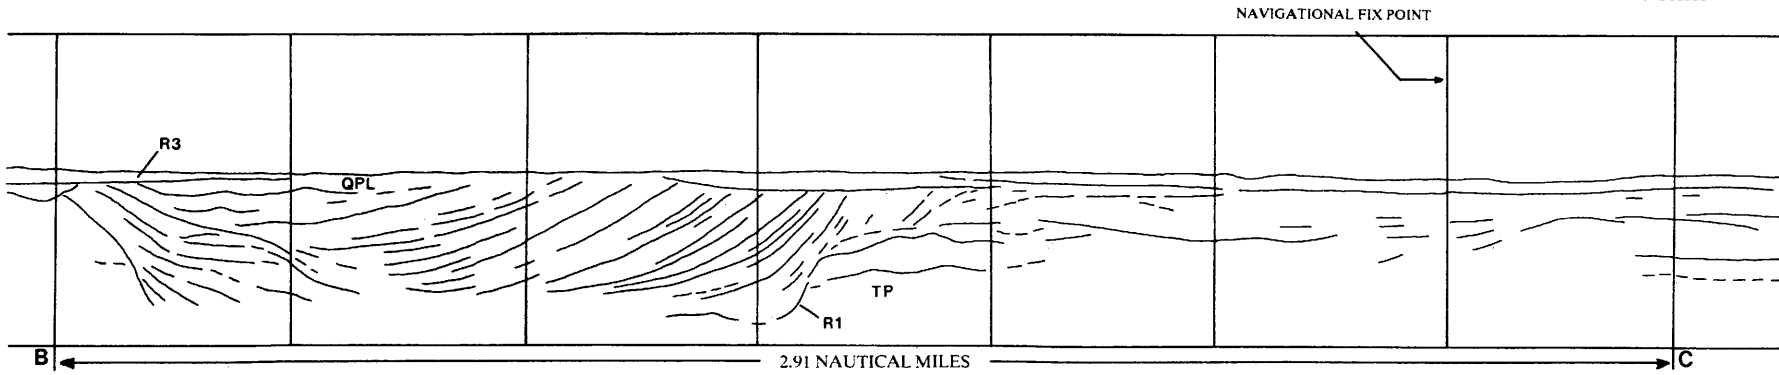 NAVIGATIONAL FIX POINT
R3
QPL
TP
R1
B
2.91 NAUTICAL MILES
C